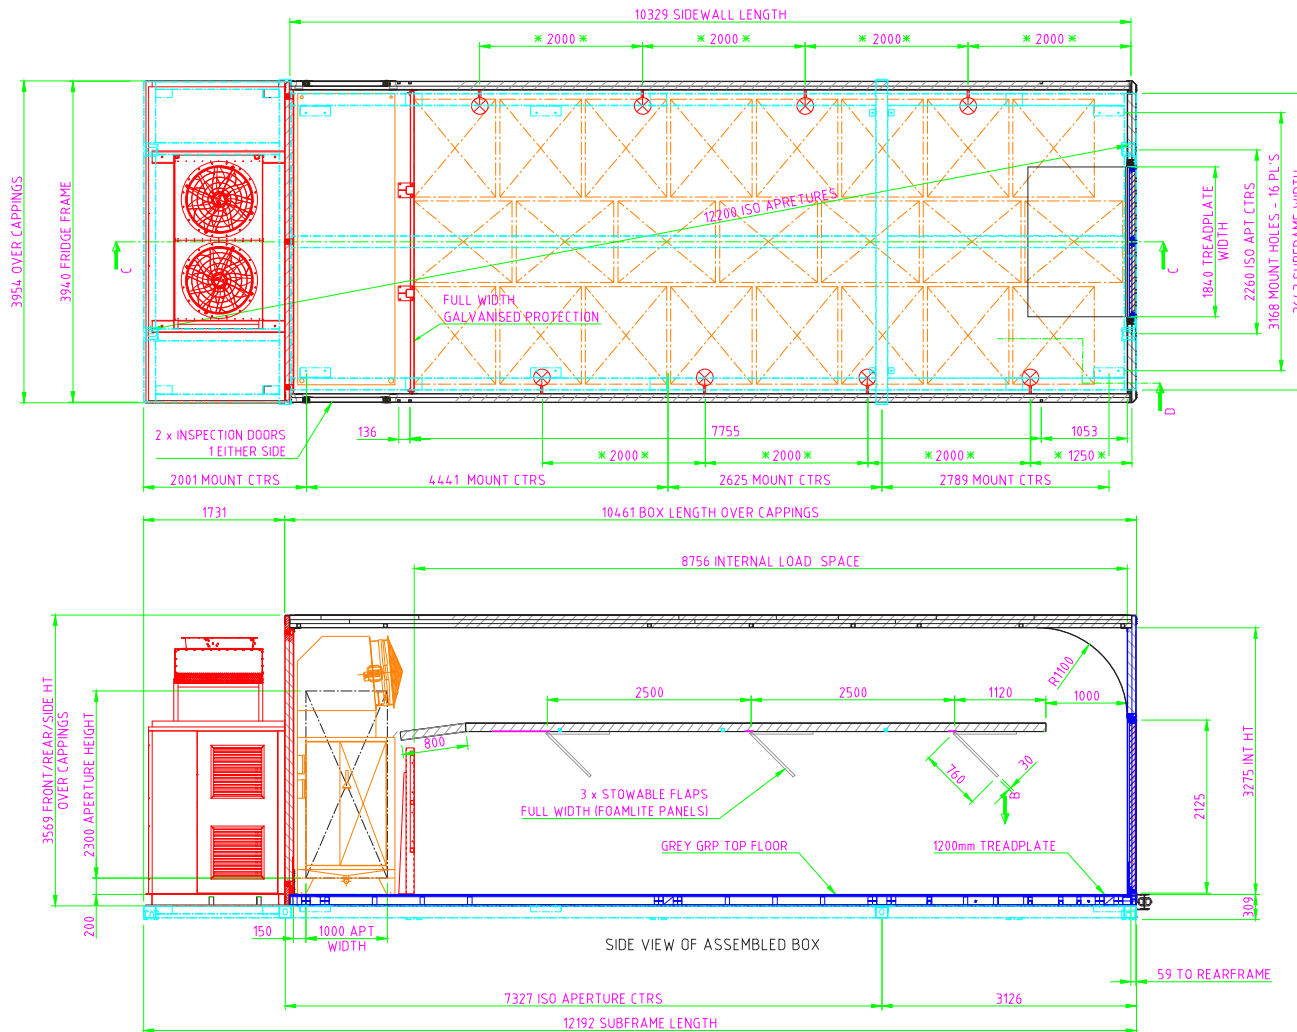 10329 SIDEWALL LENGTH
* 2000 *
* 2000 *
* 2000 *
* 2000 *
3954 OVER CAPPINGS
3940 FRIDGE FRAME
C
12200 ISO APRETURES
FULL WIDTH
GALVANISED PROTECTION
1840 TREADPLATE
WIDTH
2260 ISO APT CTRS
3168 MOUNT HOLES - 16 PL'S
C
D
2 x INSPECTION DOORS
1 EITHER SIDE
136
7755
1053
* 2000 *
* 2000 *
* 2000 *
* 1250 *
2001 MOUNT CTRS
4441 MOUNT CTRS
2625 MOUNT CTRS
2789 MOUNT CTRS
1731
10461 BOX LENGTH OVER CAPPINGS
8756 INTERNAL LOAD SPACE
3569 FRONT/REAR/SIDE HT
OVER CAPPINGS
2300 APERTURE HEIGHT
200
R1100
2500
2500
1120
1000
800
760
30
B
3 x STOWABLE FLAPS
FULL WIDTH (FOAMLITE PANELS)
2125
3275 INT HT
GREY GRP TOP FLOOR
1200mm TREADPLATE
309
150
1000 APT
WIDTH
SIDE VIEW OF ASSEMBLED BOX
59 TO REARFRAME
7327 ISO APERTURE CTRS
3126
12192 SUBFRAME LENGTH